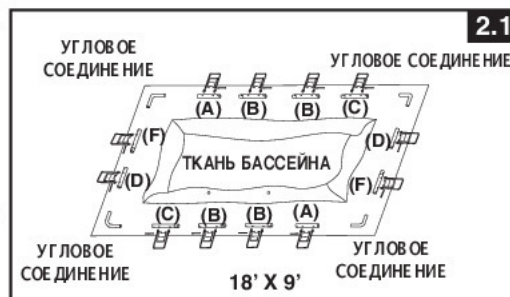 2.1
УГЛОВОЕ
СОЕДИНЕНИЕ
УГЛОВОЕ СОЕДИНЕНИЕ
(A) (B) (B) (C)
(F) (D)
ТКАНЬ БАССЕЙНА
(D) (F)
(C) (B) (B) (A)
УГЛОВОЕ
СОЕДИНЕНИЕ
УГЛОВОЕ
СОЕДИНЕНИЕ
18' X 9'